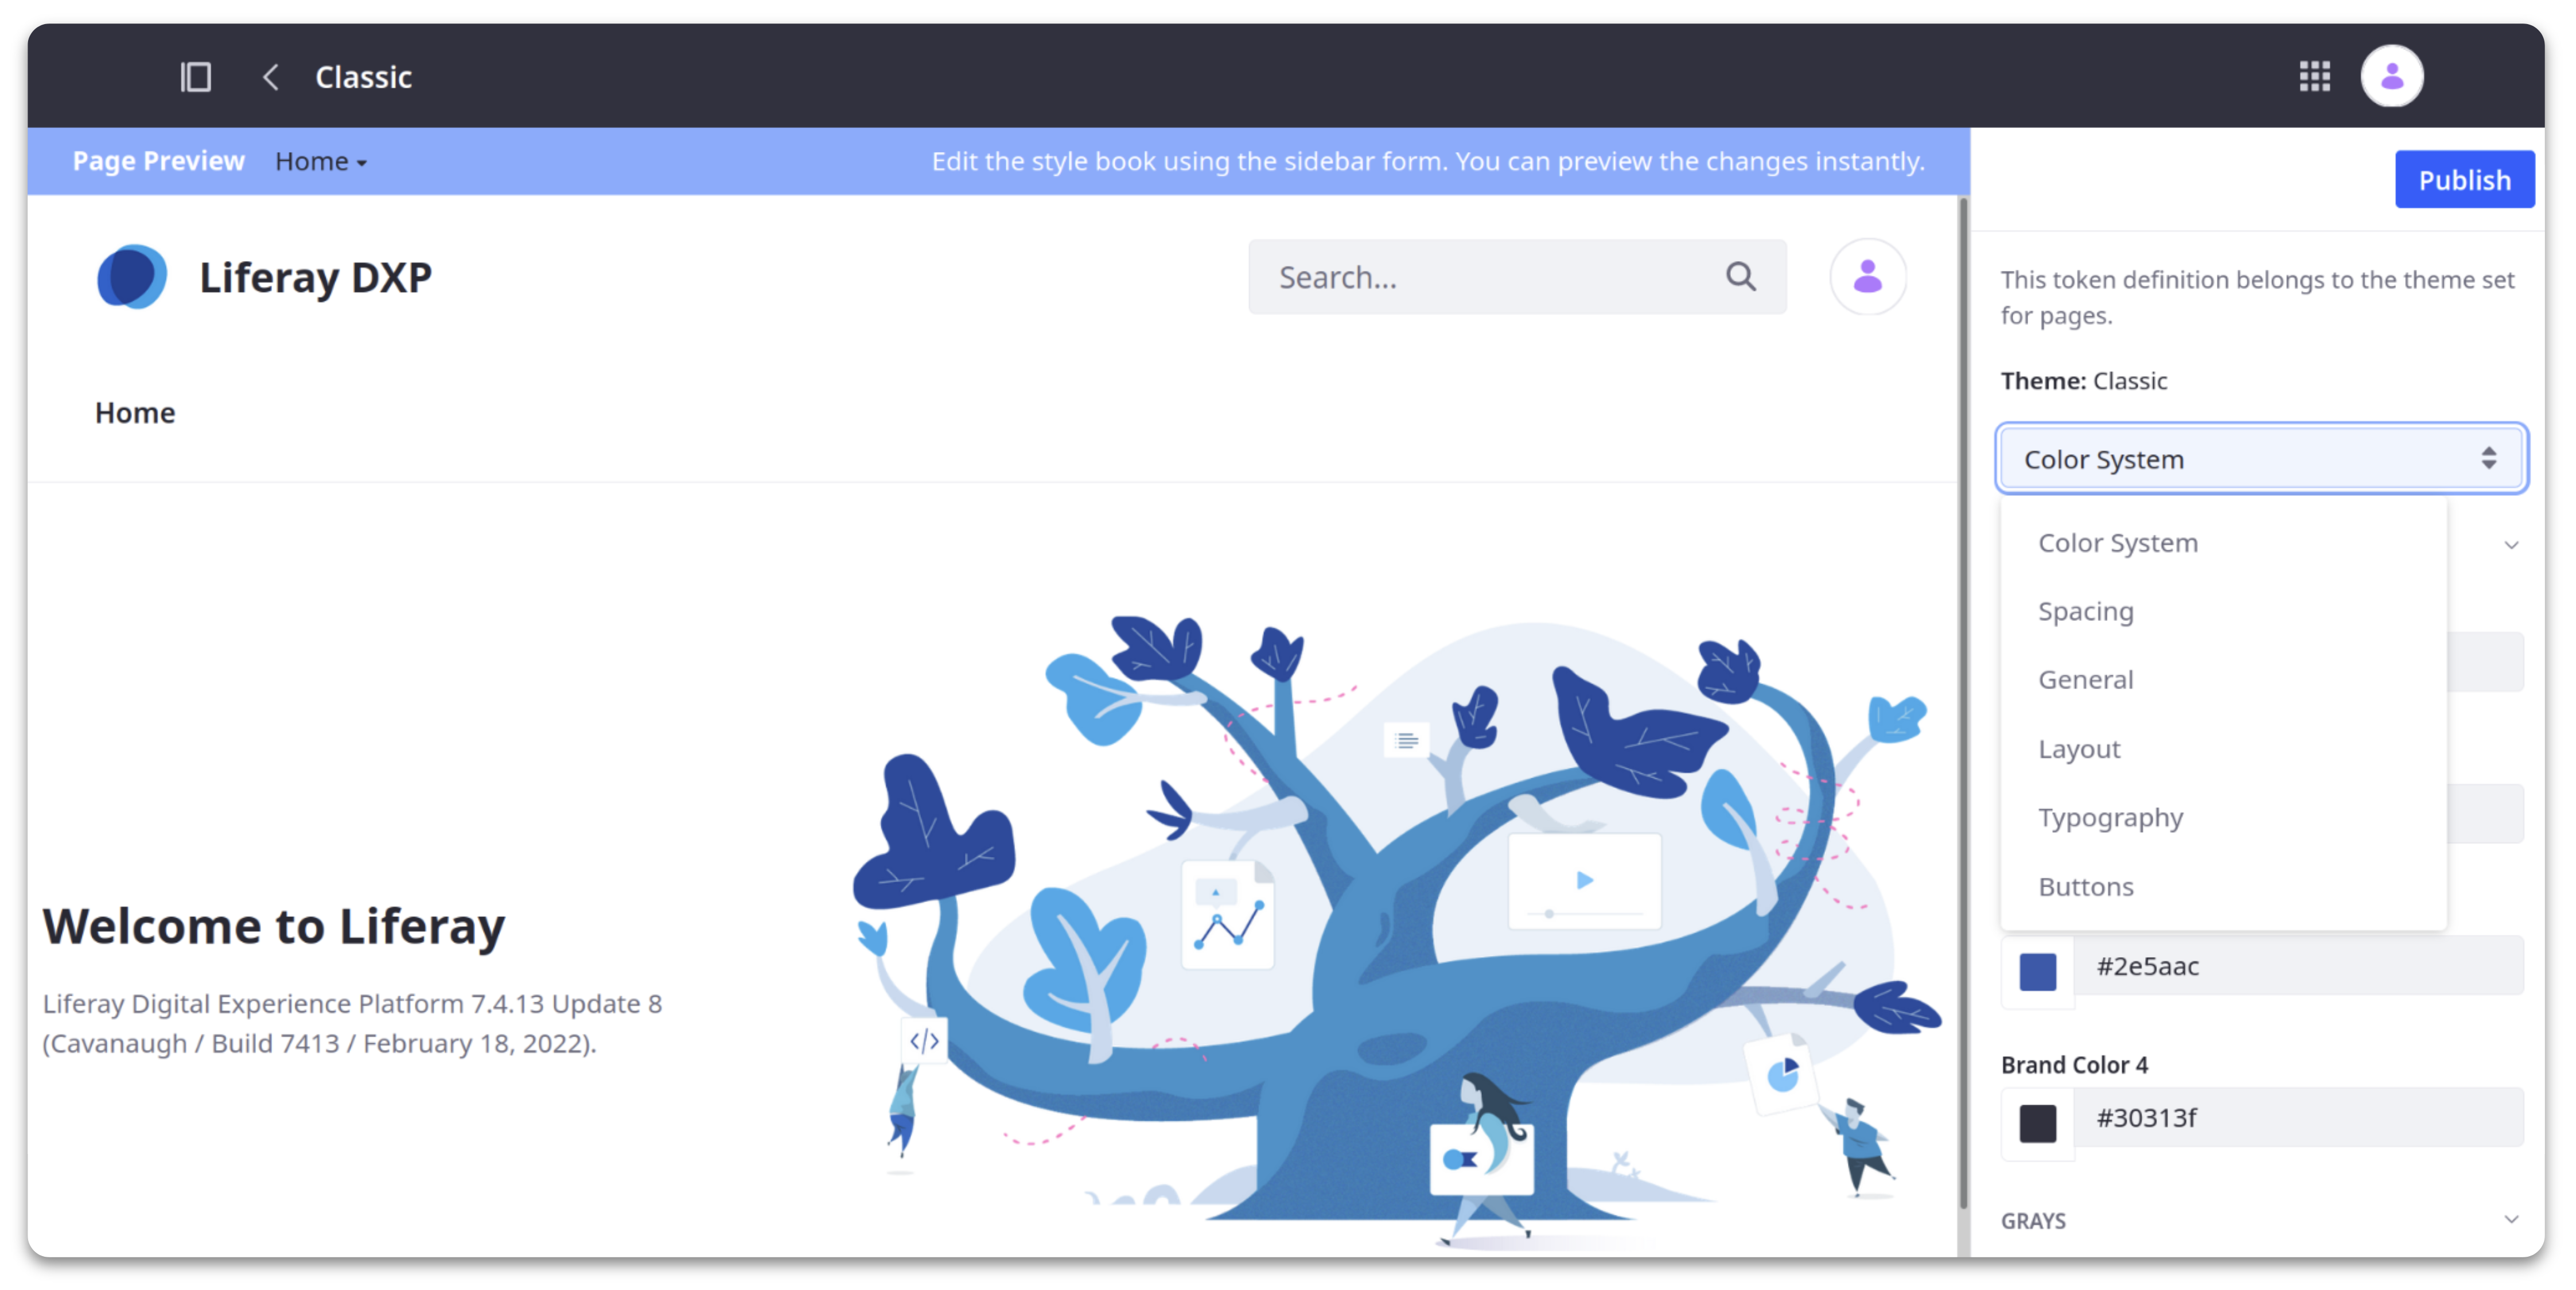 Classic
Page Preview Home Edit the style book using the sidebar form. You can preview the changes instantly.
Liferay DXP
Search...
Home
Welcome to Liferay
Liferay Digital Experience Platform 7.4.13 Update 8
(Cavanaugh / Build 7413 / February 18, 2022).
</>
Publish
This token definition belongs to the theme set
for pages.
Theme: Classic
Color System
Color System
Spacing
General
Layout
Typography
Buttons
#2e5aac
Brand Color 4
#30313f
GRAYS